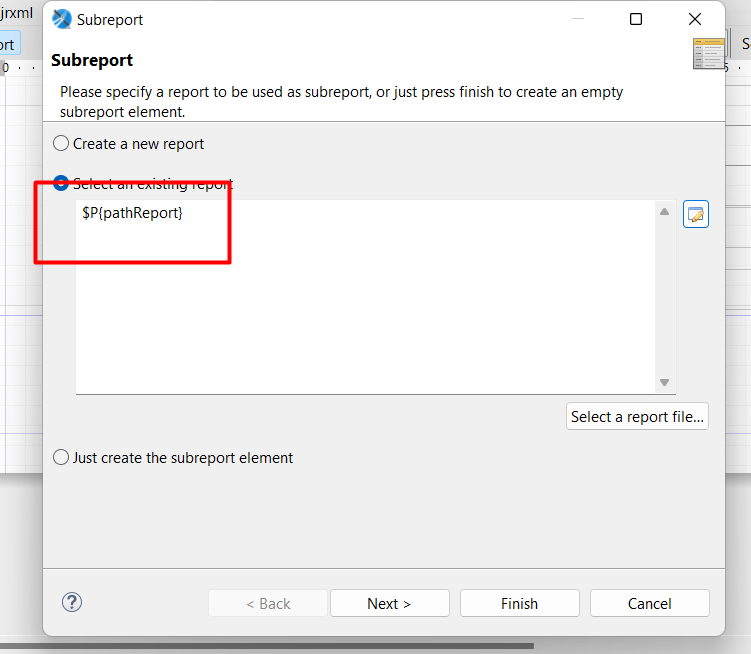 jrxml
Subreport
ort
S
Subreport
0
5
Please specify a report to be used as subreport, or just press finish to create an empty
subreport element.
Create a new report
Select an existing report
$P{pathReport}
Select a report file...
Just create the subreport element
?
< Back
Next >
Finish
Cancel